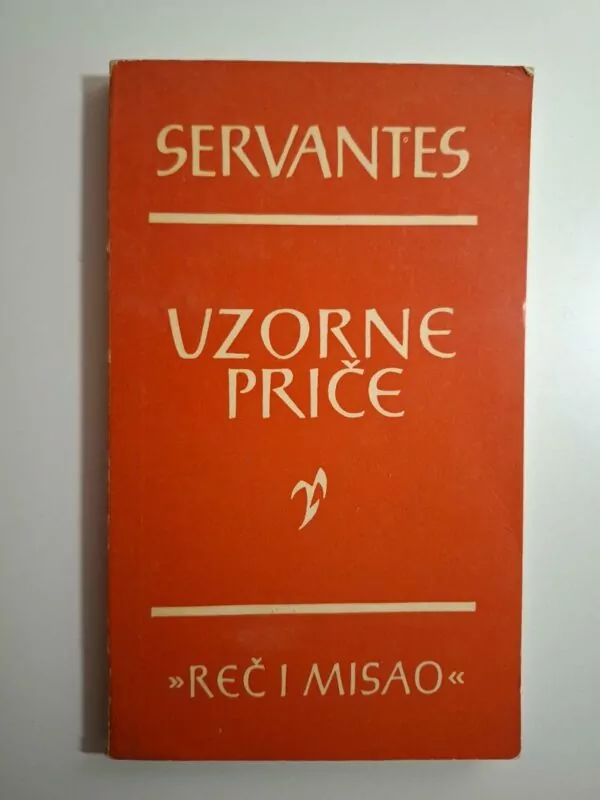 SERVANTES
UZORNE
PRIČE
»REČ I MISAO«